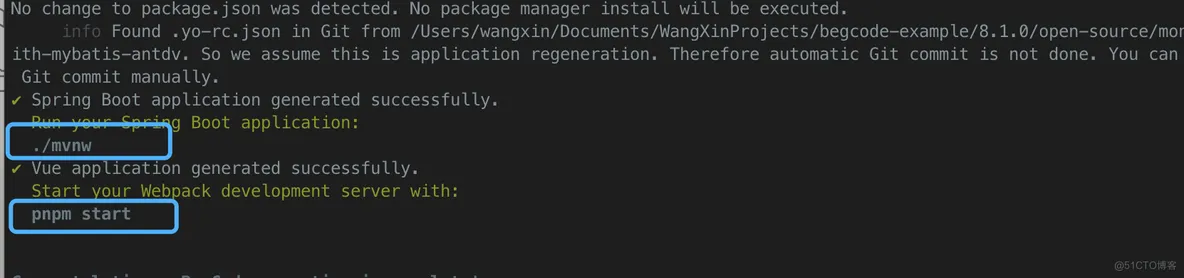 No change to package.json was detected. No package manager install will be executed.
info Found .yo-rc.json in Git from /Users/wangxin/Documents/WangXinProjects/begcode-example/8.1.0/open-source/mon
ith-mybatis-antdv. So we assume this is application regeneration. Therefore automatic Git commit is not done. You can
Git commit manually.
✔ Spring Boot application generated successfully.
Run your Spring Boot application:
./mvnw
✔ Vue application generated successfully.
Start your Webpack development server with:
pnpm start
@51CTO博客